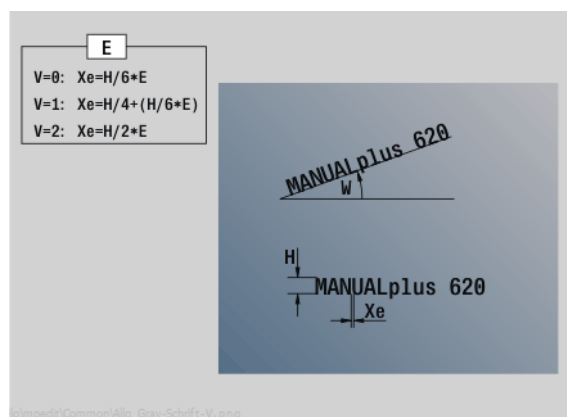 E
V=0: Xe=H/6*E
V=1: Xe=H/4+(H/6*E)
V=2: Xe=H/2*E
MANUALplus 620
W
H
MANUALplus 620
Xe